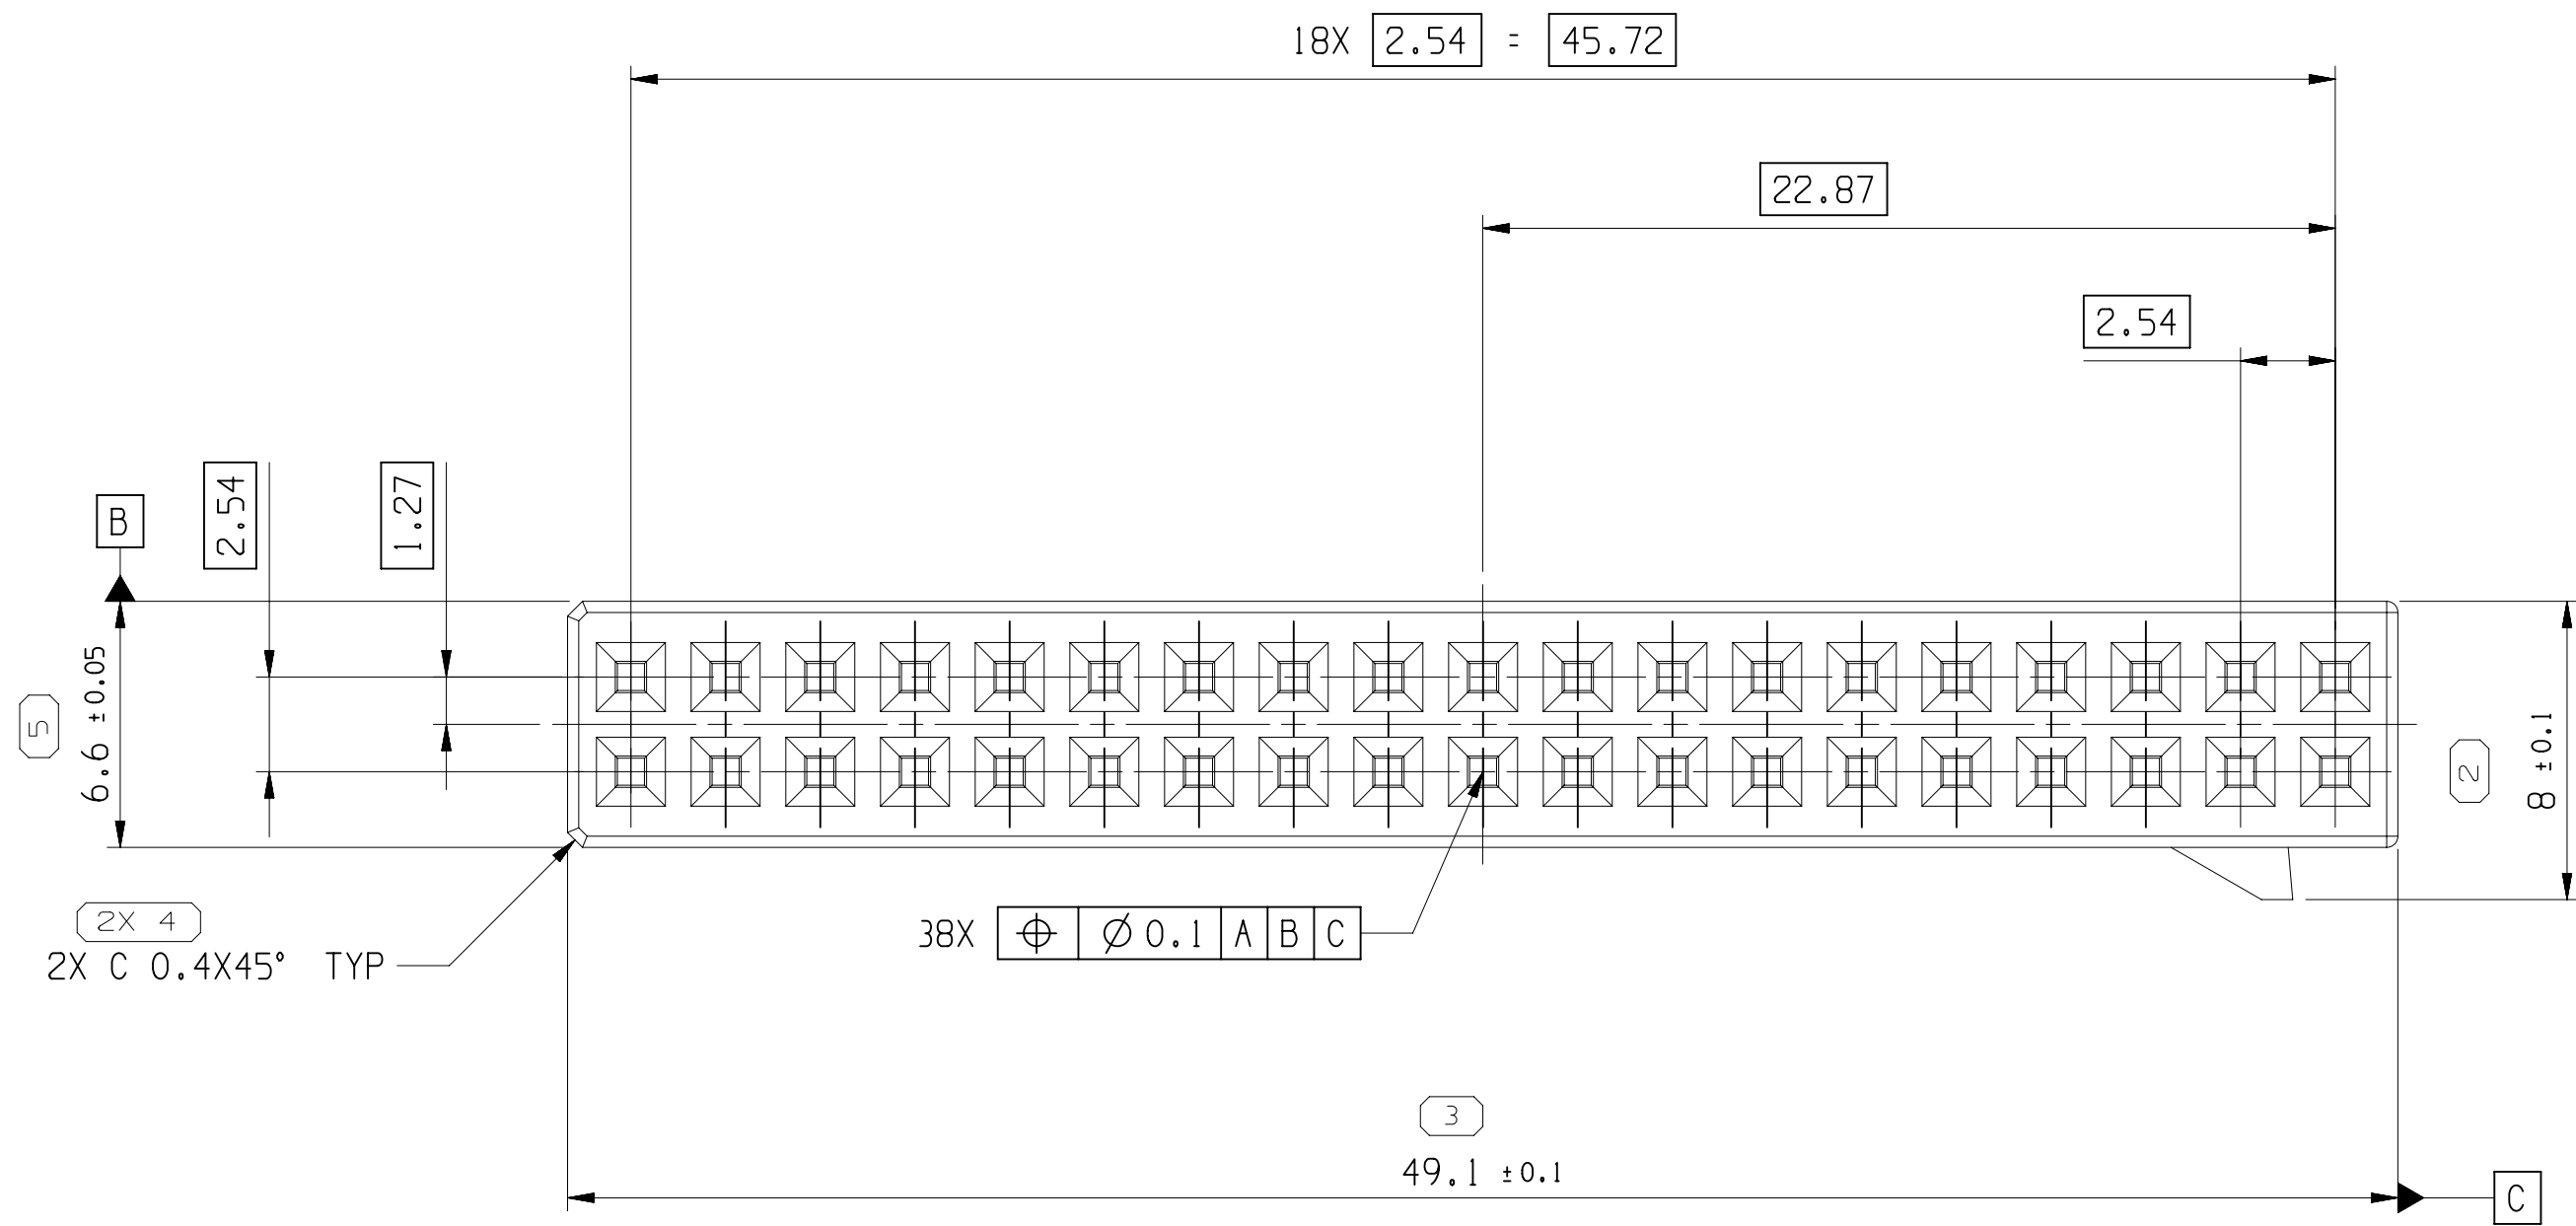 18X 2.54 = 45.72
22.87
2.54
2.54
1.27
B
5
6.6 ±0.05
2
8 ±0.1
2X 4
2X C 0.4X45° TYP
38X ⌖ Ø 0.1 A B C
3
49.1 ±0.1
C